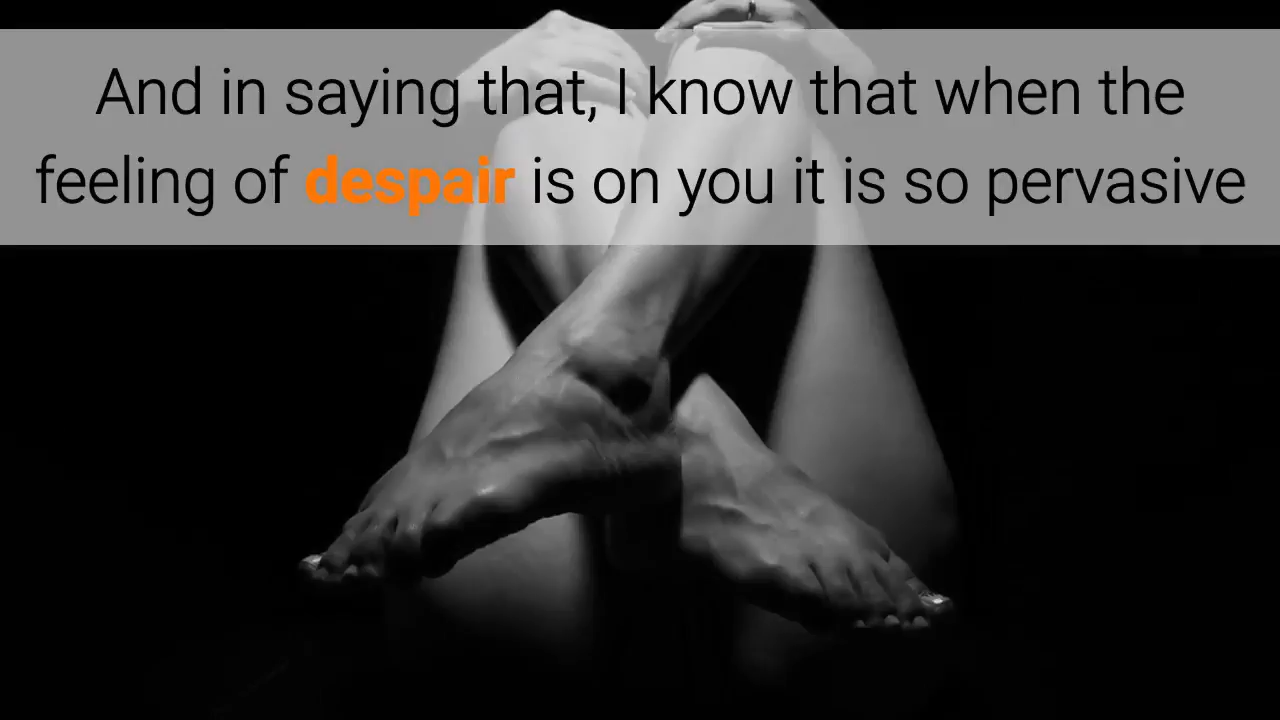 And in saying that, I know that when the
feeling of despair is on you it is so pervasive